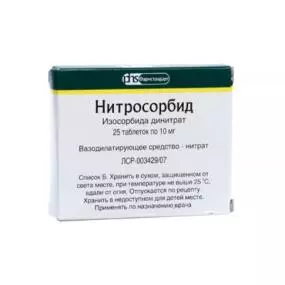 phs Фармстандарт
Нитросорбид
Изосорбида динитрат
25 таблеток по 10 мг
Вазодилатирующее средство - нитрат
ЛСР-003429/07
Список Б. Хранить в сухом, защищенном от
света месте, при температуре не выше 25 °С,
вдали от огня. Отпускается по рецепту
Хранить в недоступном для детей месте.
Применять по назначению врача